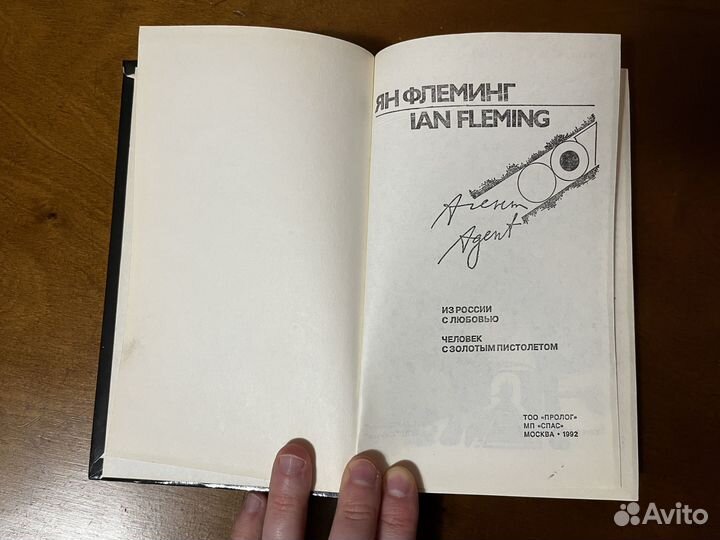 ЯН ФЛЕМИНГ
IAN FLEMING
Агент
Agent
007
ИЗ РОССИИ
С ЛЮБОВЬЮ
ЧЕЛОВЕК
С ЗОЛОТЫМ ПИСТОЛЕТОМ
ТОО «ПРОЛОГ»
МП «СПАС»
МОСКВА • 1992
Avito